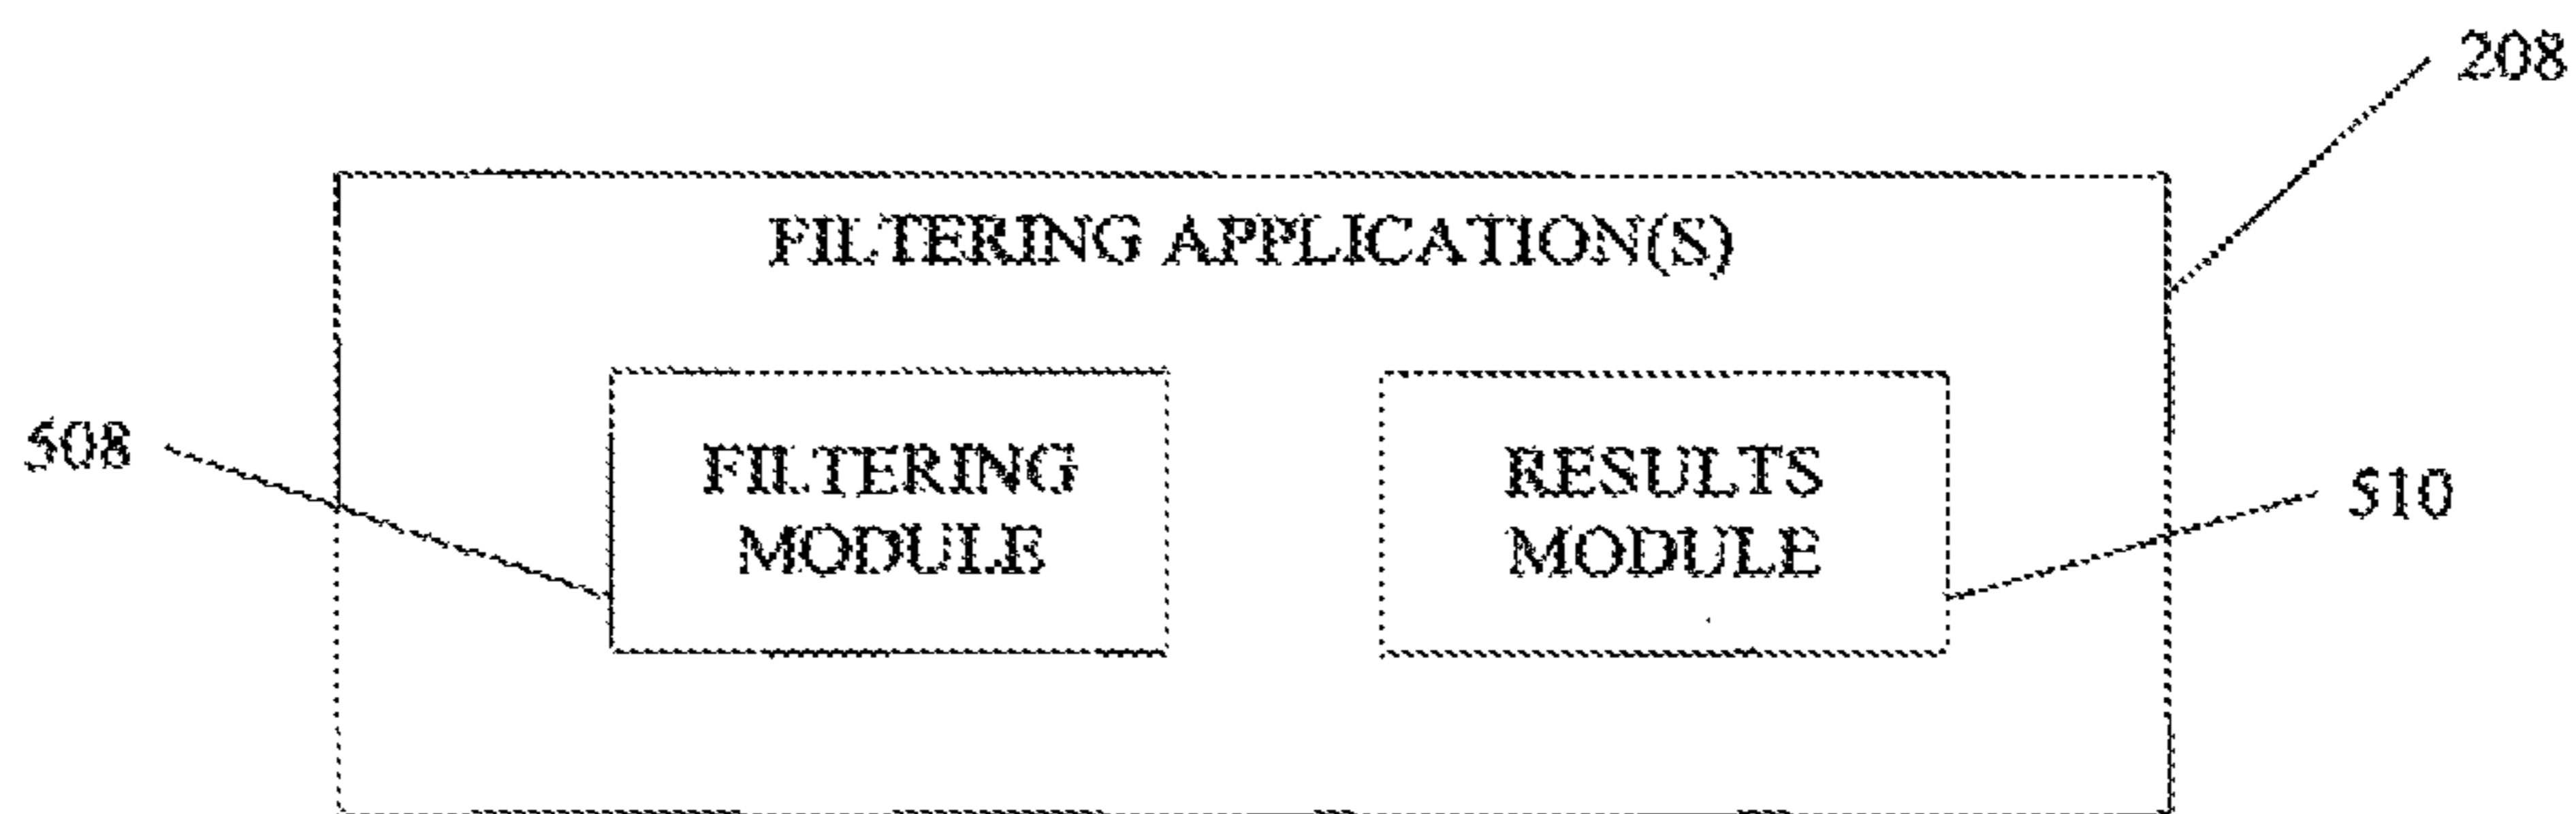 208
FILTERING APPLICATION(S)
508
FILTERING
MODULE
RESULTS
MODULE
510